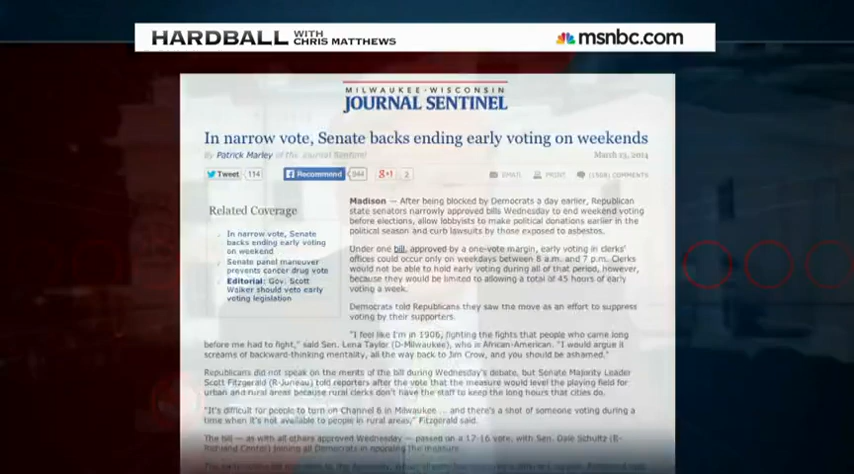 HARDBALL WITH CHRIS MATTHEWS
msnbc.com
MILWAUKEE • WISCONSIN
JOURNAL SENTINEL
In narrow vote, Senate backs ending early voting on weekends
By Patrick Marley of the Journal Sentinel
March 13, 2014
Tweet 114 Recommend 944 g+1 2 EMAIL PRINT COMMENTS
Related Coverage
In narrow vote, Senate
backs ending early voting
on weekend
Senate panel maneuver
prevents cancer drug vote
Editorial: Gov. Scott
Walker should veto early
voting legislation
Madison — After being blocked by Democrats a day earlier, Republican
state senators narrowly approved bills Wednesday to end weekend voting
before elections, allow lobbyists to make political donations earlier in the
political season and curb lawsuits by those exposed to asbestos.
Under one bill, approved by a one-vote margin, early voting in clerks'
offices could occur only on weekdays between 8 a.m. and 7 p.m. Clerks
would not be able to hold early voting during all of that period, however,
because they would be limited to allowing a total of 45 hours of early
voting a week.
Democrats told Republicans they saw the move as an effort to suppress
voting by their supporters.
"I feel like I'm in 1906, fighting the fights that people who came long
before me had to fight," said Sen. Lena Taylor (D-Milwaukee), who is African-American. "I would argue it
screams of backward-thinking mentality, all the way back to Jim Crow, and you should be ashamed."
Republicans did not speak on the merits of the bill during Wednesday's debate, but Senate Majority Leader
Scott Fitzgerald (R-Juneau) told reporters after the vote that the measure would level the playing field for
urban and rural areas because rural clerks don't have the staff to keep the long hours that cities do.
"It's difficult for people to turn on Channel 6 in Milwaukee ... and there's a shot of someone voting during a
time when it's not available to people in rural areas," Fitzgerald said.
The bill — as with all others approved Wednesday — passed on a 17-16 vote, with Sen. Dale Schultz (R-
Richland Center) joining all Democrats in opposing the measure.